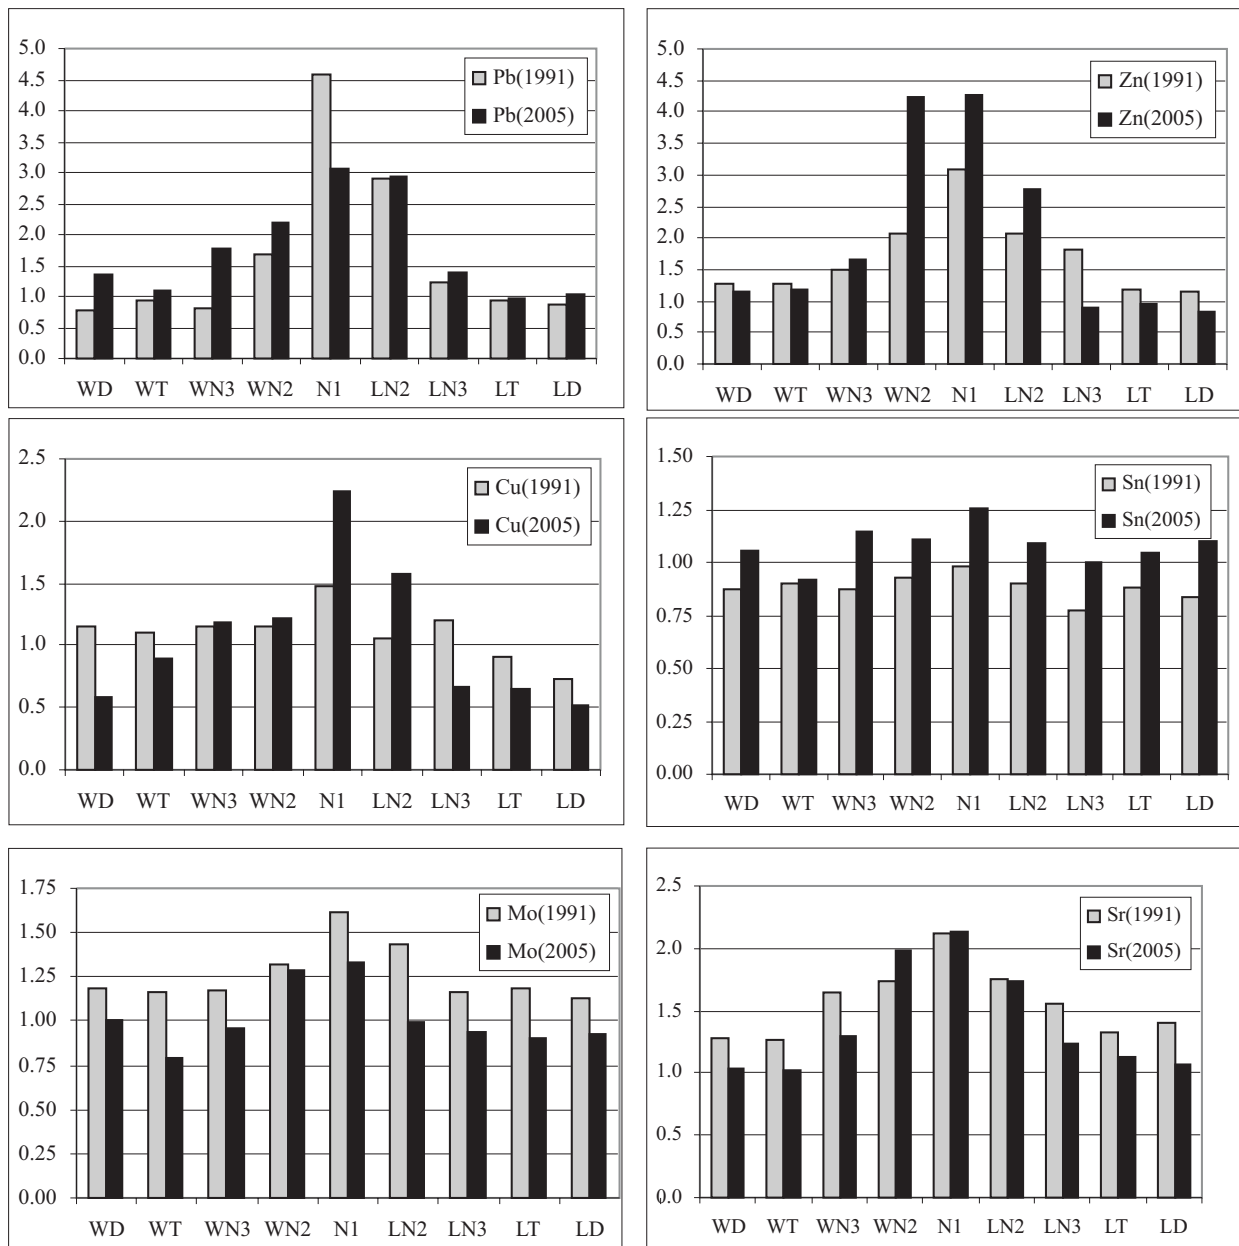 5.0
4.5
4.0
3.5
3.0
2.5
2.0
1.5
1.0
0.5
0.0
Pb(1991)
Pb(2005)
WD WT WN3 WN2 N1 LN2 LN3 LT LD
5.0
4.5
4.0
3.5
3.0
2.5
2.0
1.5
1.0
0.5
0.0
Zn(1991)
Zn(2005)
WD WT WN3 WN2 N1 LN2 LN3 LT LD
2.5
2.0
1.5
1.0
0.5
0.0
Cu(1991)
Cu(2005)
WD WT WN3 WN2 N1 LN2 LN3 LT LD
1.50
1.25
1.00
0.75
0.50
0.25
0.00
Sn(1991)
Sn(2005)
WD WT WN3 WN2 N1 LN2 LN3 LT LD
1.75
1.50
1.25
1.00
0.75
0.50
0.25
0.00
Mo(1991)
Mo(2005)
WD WT WN3 WN2 N1 LN2 LN3 LT LD
2.5
2.0
1.5
1.0
0.5
0.0
Sr(1991)
Sr(2005)
WD WT WN3 WN2 N1 LN2 LN3 LT LD